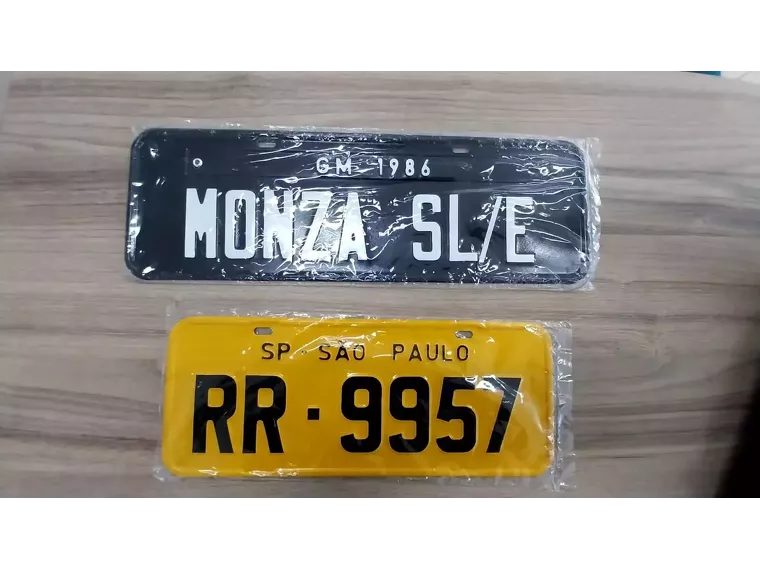 GM 1986
MONZA SL/E
SP - SAO PAULO
RR · 9957